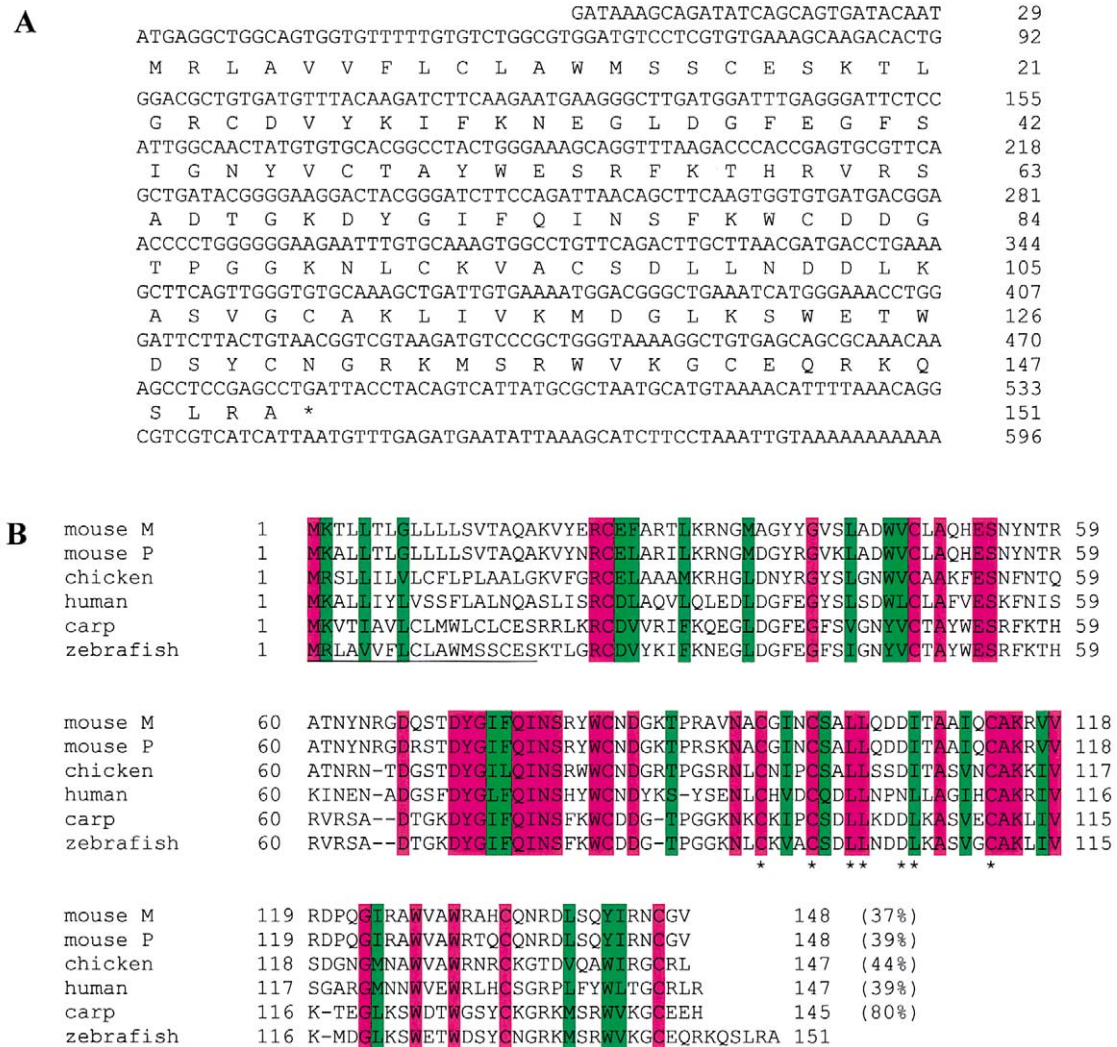 A
GATAAAGCAGATATCAGCAGTGATACAAT 29
ATGAGGCTGGCAGTGGTGTTTTTGTGTCTGGCGTGGATGTCCTCGTGTGAAAGCAAGACACTG 92
M R L A V V F L C L A W M S S C E S K T L 21
GGACGCTGTGATGTTTACAAGATCTTCAAGAATGAAGGGCTTGATGGATTTGAGGGATTCTCC 155
G R C D V Y K I F K N E G L D G F E G F S 42
ATTGGCAACTATGTGTGCACGGCCTACTGGGAAAGCAGGTTTAAGACCCACCGAGTGCGTTCA 218
I G N Y V C T A Y W E S R F K T H R V R S 63
GCTGATACGGGGAAGGACTACGGGATCTTCCAGATTAACAGCTTCAAGTGGTGTGATGACGGA 281
A D T G K D Y G I F Q I N S F K W C D D G 84
ACCCCTGGGGGGAAGAATTTGTGCAAAGTGGCCTGTTCAGACTTGCTTAACGATGACCTGAAA 344
T P G G K N L C K V A C S D L L N D D L K 105
GCTTCAGTTGGGTGTGCAAAGCTGATTGTGAAAATGGACGGGCTGAAATCATGGGAAACCTGG 407
A S V G C A K L I V K M D G L K S W E T W 126
GATTCTTACTGTAACGGTCGTAAGATGTCCCGCTGGGTAAAAGGCTGTGAGCAGCGCAAACAA 470
D S Y C N G R K M S R W V K G C E Q R K Q 147
AGCCTCCGAGCCTGATTACCTACAGTCATTATGCGCTAATGCATGTAAAACATTTTAAACAGG 533
S L R A * 151
CGTCGTCATCATTAATGTTTGAGATGAATATTAAAGCATCTTCCTAAATTGTAAAAAAAAAAA 596
B
mouse M 1 MKTLLTLGLLLLSVTAQAKVYERCEFARTLKRNGMAGYYGVSLADWVCLAQHESNYNTR 59
mouse P 1 MKALLTLGLLLLSVTAQAKVYNRCELARILKRNGMDGYRGVKLADWVCLAQHESNYNTR 59
chicken 1 MRSLLILVLCFLPLAALGKVFGRCELAAAMKRHGLDNYRGYSLGNWVCAAKFESNFNTQ 59
human 1 MKALLIYLVSSFLALNQASLISRCDLAQVLQLEDLDGFEGYSLSDWLCLAFVESKFNIS 59
carp 1 MKVTIAVLCLMWLCLCESRRLKRCDVVRIFKQEGLDGFEGFSVGNYVCTAYWESRFKTH 59
zebrafish 1 MRLAVVFLCLAWMSSCESKTLGRCDVYKIFKNEGLDGFEGFSIGNYVCTAYWESRFKTH 59
mouse M 60 ATNYNRGDQSTDYGIFQINSRYWCNDGKTPRAVNACGINCSALLQDDITAAIQCAKRVV 118
mouse P 60 ATNYNRGDRSTDYGIFQINSRYWCNDGKTPRSKNACGINCSALLQDDITAAIQCAKRVV 118
chicken 60 ATNRN-TDGSTDYGILQINSRWWCNDGRTPGSRNLCNIPCSALLSSDITASVNCAKKIV 117
human 60 KINEN-ADGSFDYGLFQINSHYWCNDYKS-YSENLCHVDCQDLLNPNLLAGIHCAKRIV 116
carp 60 RVRSA--DTGKDYGIFQINSFKWCDDG-TPGGKNKCKIPCSDLLKDDLKASVECAKLIV 115
zebrafish 60 RVRSA--DTGKDYGIFQINSFKWCDDG-TPGGKNLCKVACSDLLNDDLKASVGCAKLIV 115
* * ** ** *
mouse M 119 RDPQGIRAWVAWRAHCQNRDLSQYIRNCGV 148 (37%)
mouse P 119 RDPQGIRAWVAWRTQCQNRDLSQYIRNCGV 148 (39%)
chicken 118 SDGNGMNAWVAWRNRCKGTDVQAWIRGCRL 147 (44%)
human 117 SGARGMNNWVEWRLHCSGRPLFYWLTGCRLR 147 (39%)
carp 116 K-TEGLKSWDTWGSYCKGRKMSRWVKGCEEH 145 (80%)
zebrafish 116 K-MDGLKSWETWDSYCNGRKMSRWVKGCEQRKQSLRA 151